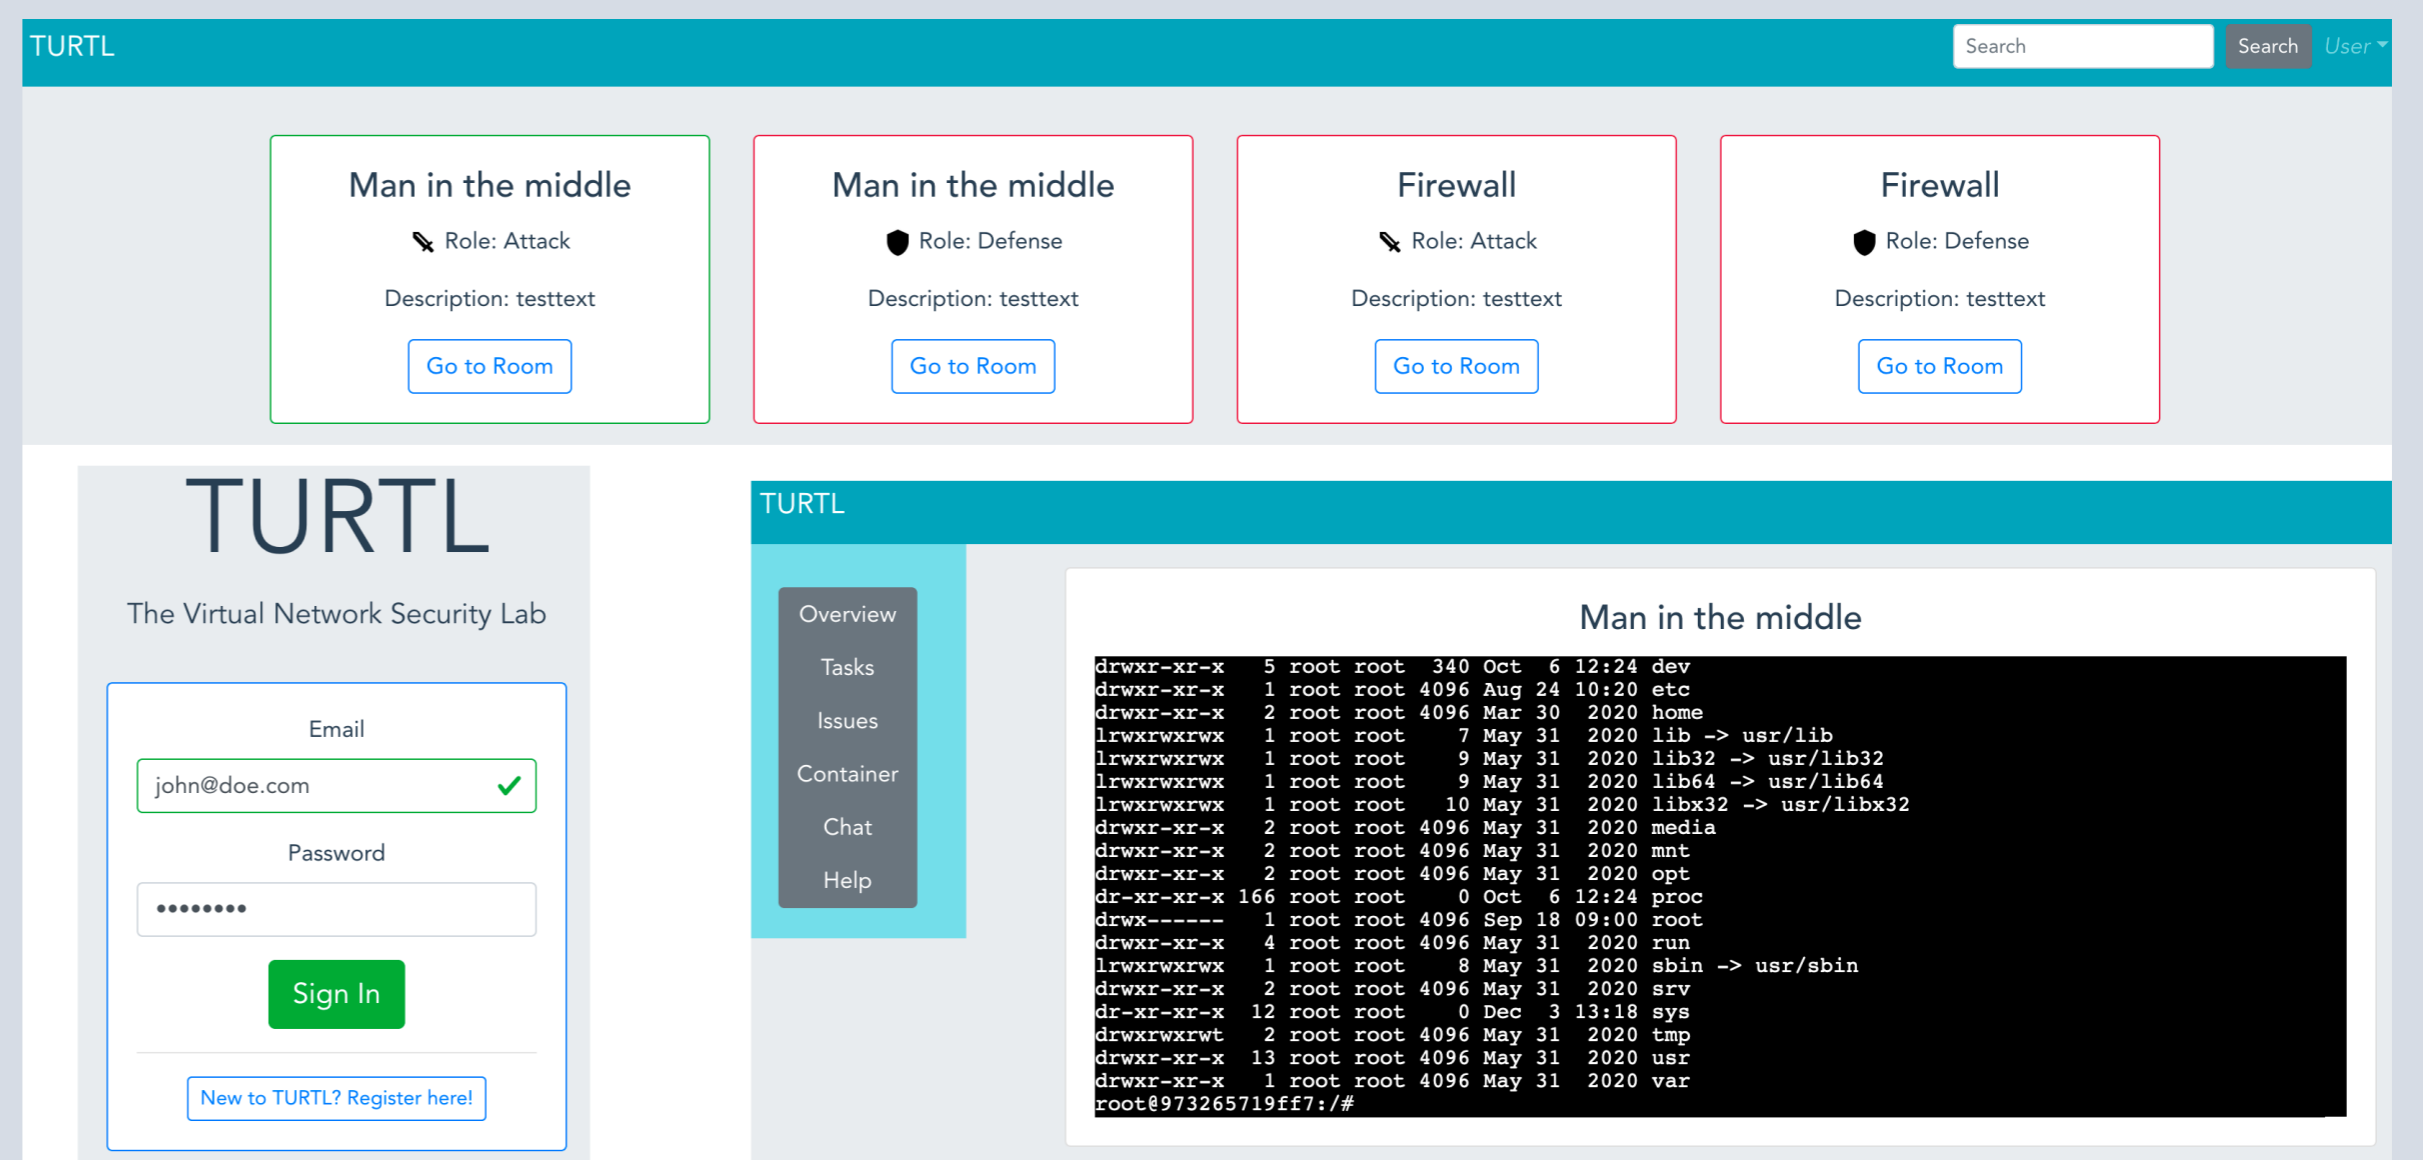 TURTL
Search
Search
User
Man in the middle
Role: Attack
Description: testtext
Go to Room
Man in the middle
Role: Defense
Description: testtext
Go to Room
Firewall
Role: Attack
Description: testtext
Go to Room
Firewall
Role: Defense
Description: testtext
Go to Room
TURTL
The Virtual Network Security Lab
Email
john@doe.com
Password
••••••••
Sign In
New to TURTL? Register here!
TURTL
Overview
Tasks
Issues
Container
Chat
Help
Man in the middle
drwxr-xr-x   5 root root  340 Oct  6 12:24 dev
drwxr-xr-x   1 root root 4096 Aug 24 10:20 etc
drwxr-xr-x   2 root root 4096 Mar 30  2020 home
lrwxrwxrwx   1 root root    7 May 31  2020 lib -> usr/lib
lrwxrwxrwx   1 root root    9 May 31  2020 lib32 -> usr/lib32
lrwxrwxrwx   1 root root    9 May 31  2020 lib64 -> usr/lib64
lrwxrwxrwx   1 root root   10 May 31  2020 libx32 -> usr/libx32
drwxr-xr-x   2 root root 4096 May 31  2020 media
drwxr-xr-x   2 root root 4096 May 31  2020 mnt
drwxr-xr-x   2 root root 4096 May 31  2020 opt
dr-xr-xr-x 166 root root    0 Oct  6 12:24 proc
drwx------   1 root root 4096 Sep 18 09:00 root
drwxr-xr-x   4 root root 4096 May 31  2020 run
lrwxrwxrwx   1 root root    8 May 31  2020 sbin -> usr/sbin
drwxr-xr-x   2 root root 4096 May 31  2020 srv
dr-xr-xr-x  12 root root    0 Dec  3 13:18 sys
drwxrwxrwt   2 root root 4096 May 31  2020 tmp
drwxr-xr-x  13 root root 4096 May 31  2020 usr
drwxr-xr-x   1 root root 4096 May 31  2020 var
root@973265719ff7:/#